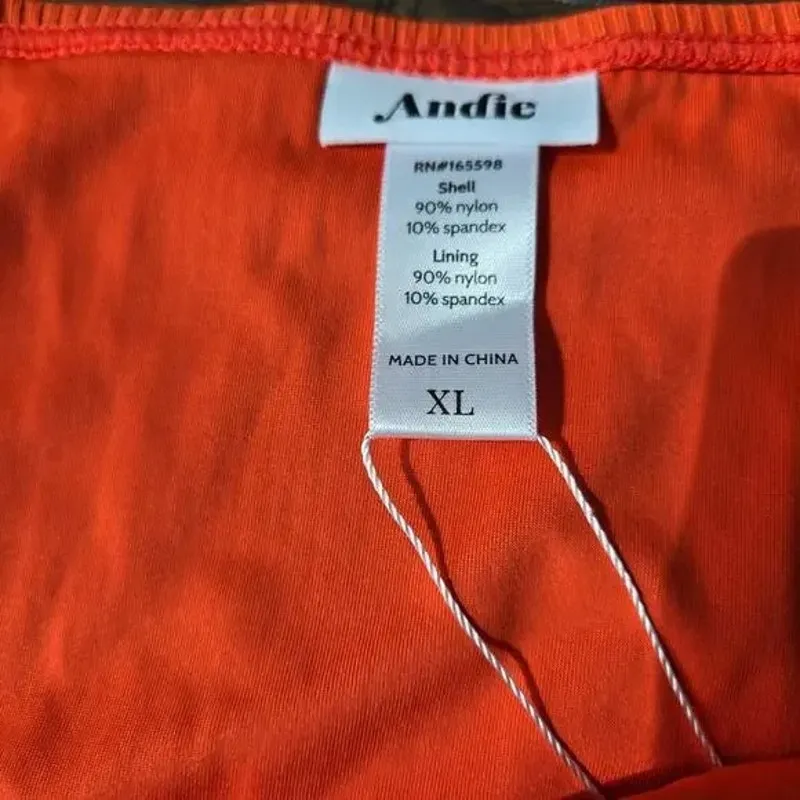 Andie
RN#165598
Shell
90% nylon
10% spandex
Lining
90% nylon
10% spandex
MADE IN CHINA
XL